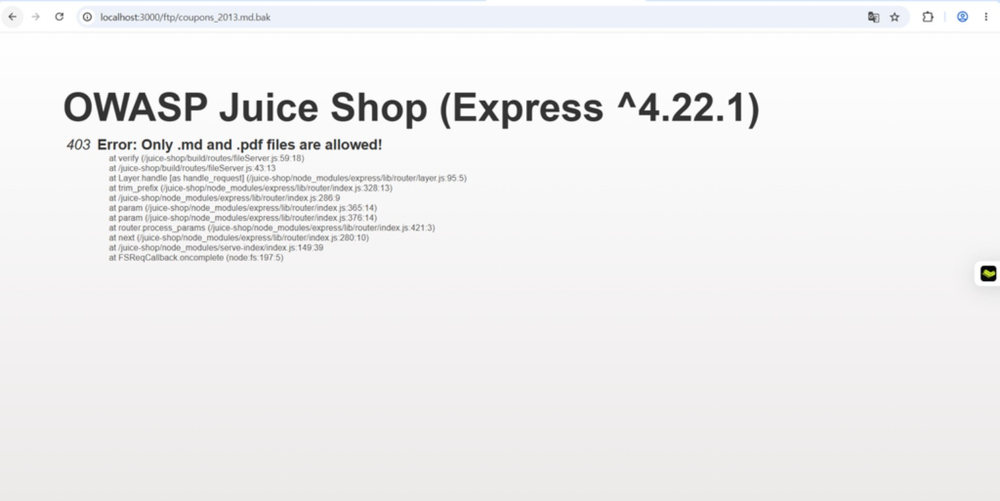 localhost:3000/ftp/coupons_2013.md.bak
OWASP Juice Shop (Express ^4.22.1)
403 Error: Only .md and .pdf files are allowed!
at verify (/juice-shop/build/routes/fileServer.js:59:18)
at /juice-shop/build/routes/fileServer.js:43:13
at Layer.handle [as handle_request] (/juice-shop/node_modules/express/lib/router/layer.js:95:5)
at trim_prefix (/juice-shop/node_modules/express/lib/router/index.js:328:13)
at /juice-shop/node_modules/express/lib/router/index.js:286:9
at param (/juice-shop/node_modules/express/lib/router/index.js:365:14)
at param (/juice-shop/node_modules/express/lib/router/index.js:376:14)
at router.process_params (/juice-shop/node_modules/express/lib/router/index.js:421:3)
at next (/juice-shop/node_modules/express/lib/router/index.js:280:10)
at /juice-shop/node_modules/serve-index/index.js:149:39
at FSReqCallback.oncomplete (node:fs:197:5)